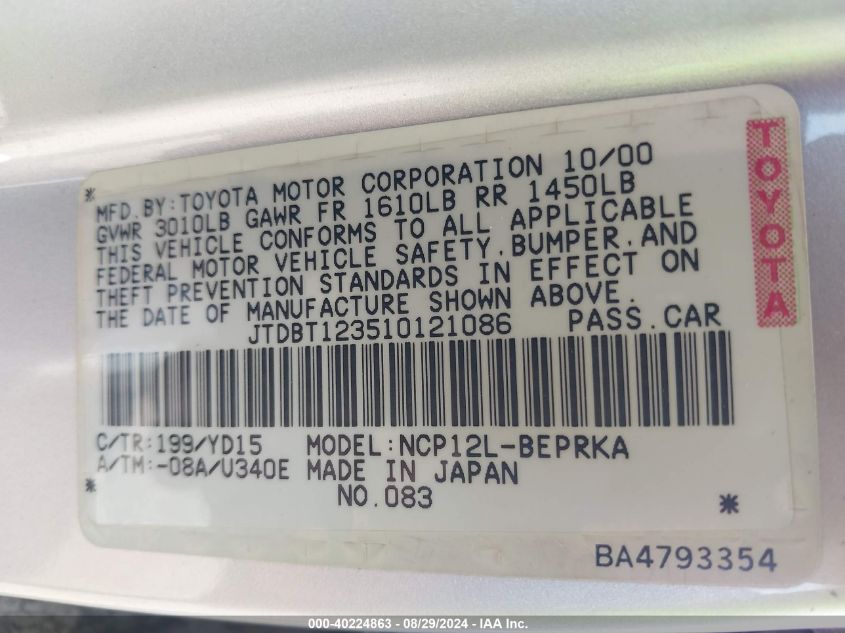 MFD.BY:TOYOTA MOTOR CORPORATION 10/00
GVWR 3010LB GAWR FR 1610LB RR 1450LB
THIS VEHICLE CONFORMS TO ALL APPLICABLE
FEDERAL MOTOR VEHICLE SAFETY,BUMPER,AND
THEFT PREVENTION STANDARDS IN EFFECT ON
THE DATE OF MANUFACTURE SHOWN ABOVE.
JTDBT123510121086 PASS.CAR
TOYOTA
C/TR:199/YD15 MODEL:NCP12L-BEPRKA
A/TM:-08A/U340E MADE IN JAPAN
NO.083
BA4793354
000-40224863 - 08/29/2024 - IAA Inc.